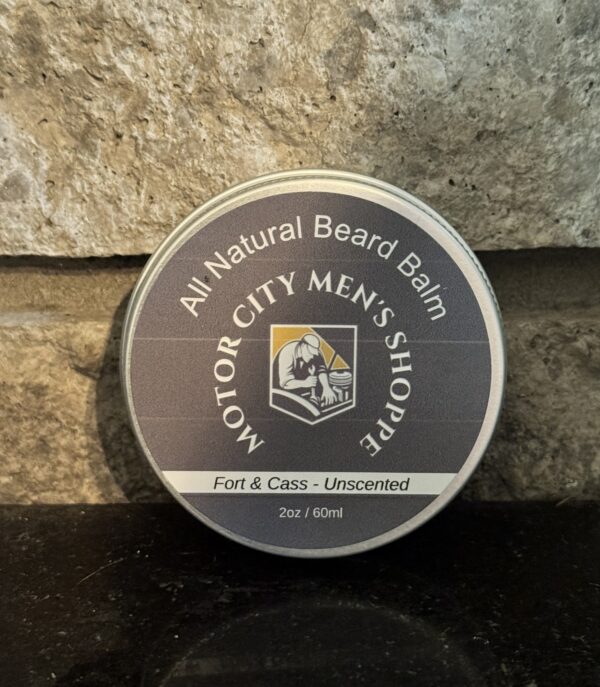 All Natural Beard Balm
MOTOR CITY MEN'S SHOPPE
Fort & Cass - Unscented
2oz / 60ml